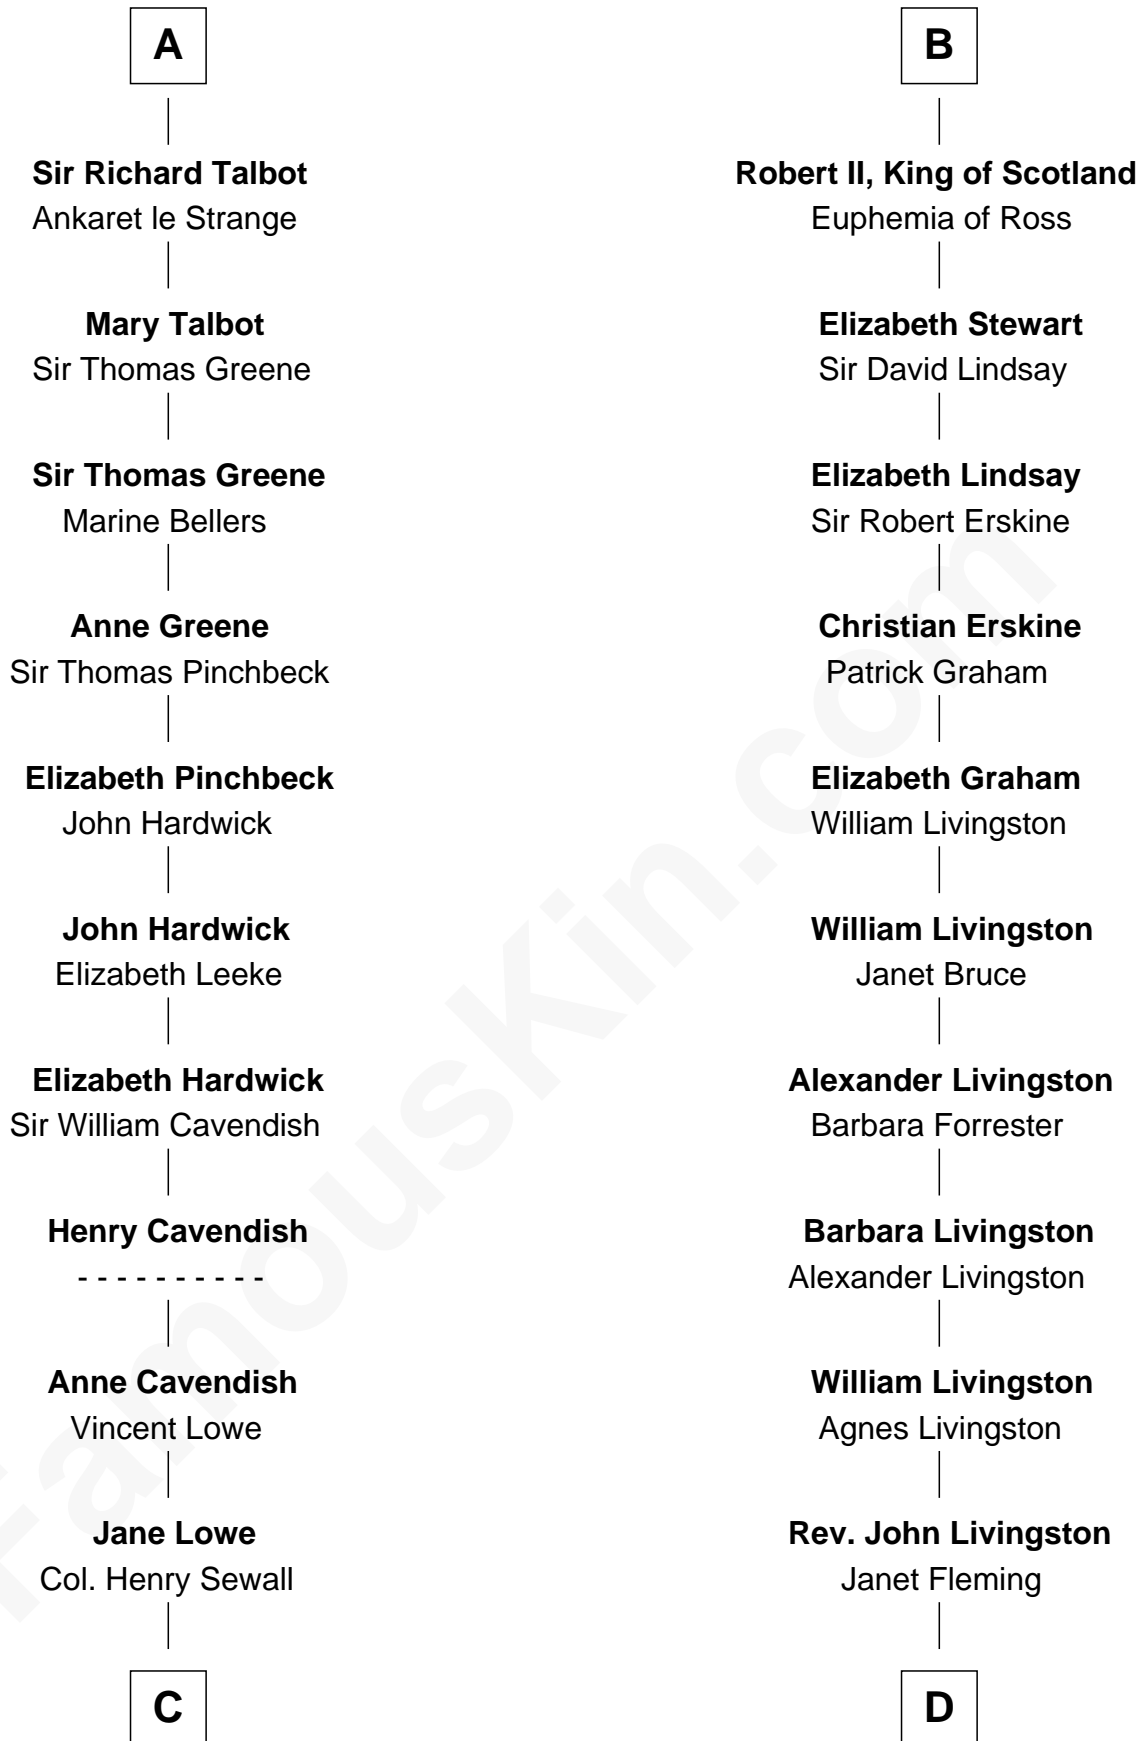 A
Sir Richard Talbot
Ankaret le Strange
Mary Talbot
Sir Thomas Greene
Sir Thomas Greene
Marine Bellers
Anne Greene
Sir Thomas Pinchbeck
Elizabeth Pinchbeck
John Hardwick
John Hardwick
Elizabeth Leeke
Elizabeth Hardwick
Sir William Cavendish
Henry Cavendish
- - - - - - - - - -
Anne Cavendish
Vincent Lowe
Jane Lowe
Col. Henry Sewall
C
B
Robert II, King of Scotland
Euphemia of Ross
Elizabeth Stewart
Sir David Lindsay
Elizabeth Lindsay
Sir Robert Erskine
Christian Erskine
Patrick Graham
Elizabeth Graham
William Livingston
William Livingston
Janet Bruce
Alexander Livingston
Barbara Forrester
Barbara Livingston
Alexander Livingston
William Livingston
Agnes Livingston
Rev. John Livingston
Janet Fleming
D
FamousKin.com